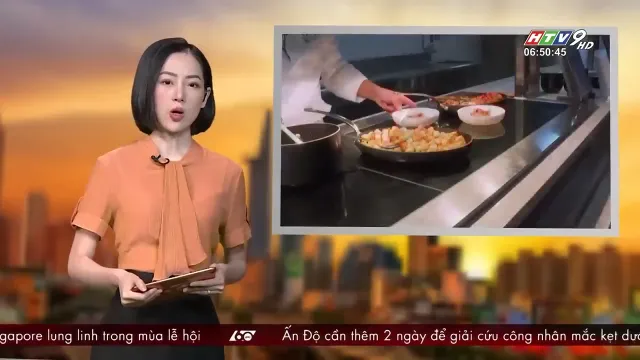 HTV9 HD
06:50:45
gapore lung linh trong mùa lễ hội 60 Ấn Độ cần thêm 2 ngày để giải cứu công nhân mắc kẹt dư